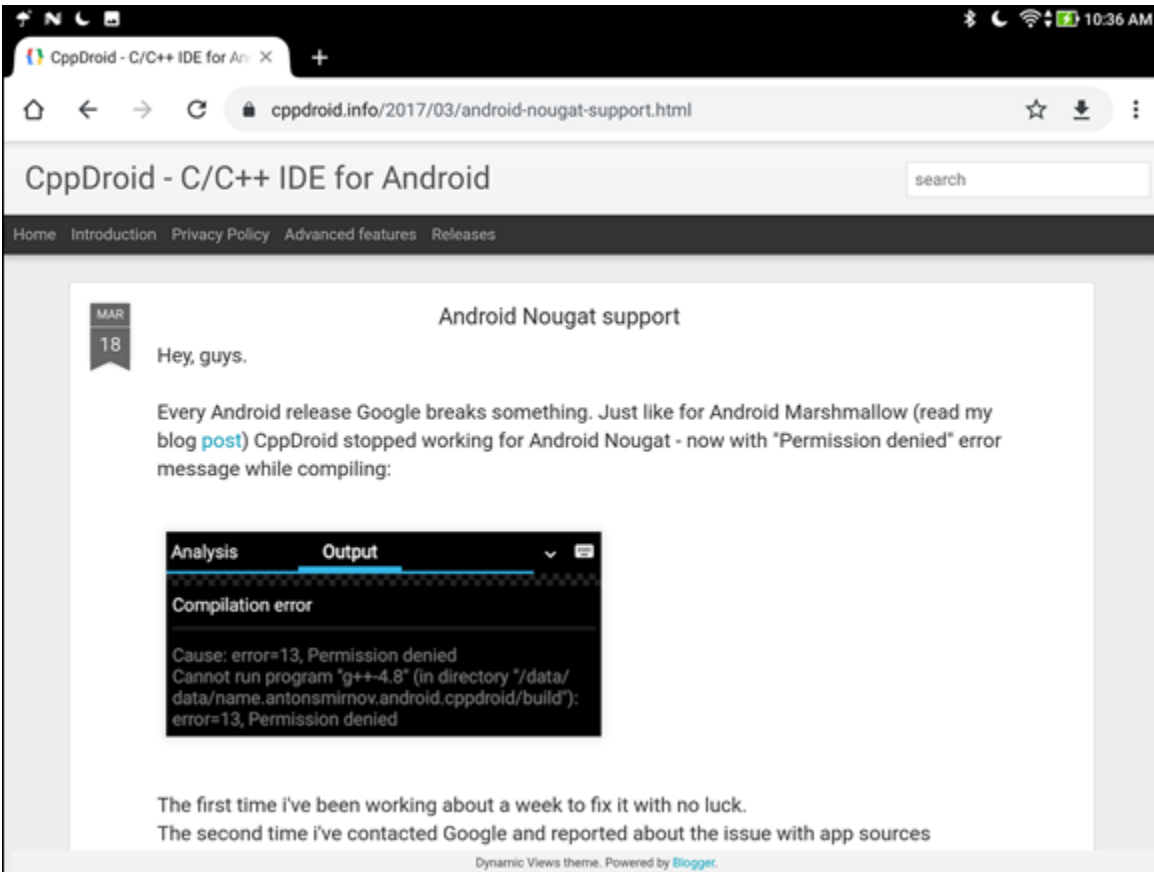 10:36 AM
CppDroid - C/C++ IDE for An
cppdroid.info/2017/03/android-nougat-support.html
CppDroid - C/C++ IDE for Android
search
Home Introduction Privacy Policy Advanced features Releases
MAR
18
Android Nougat support
Hey, guys.
Every Android release Google breaks something. Just like for Android Marshmallow (read my
blog post) CppDroid stopped working for Android Nougat - now with "Permission denied" error
message while compiling:
Analysis Output
Compilation error
Cause: error=13, Permission denied
Cannot run program "g++-4.8" (in directory "/data/
data/name.antonsmirnov.android.cppdroid/build"):
error=13, Permission denied
The first time i've been working about a week to fix it with no luck.
The second time i've contacted Google and reported about the issue with app sources
Dynamic Views theme. Powered by Blogger.